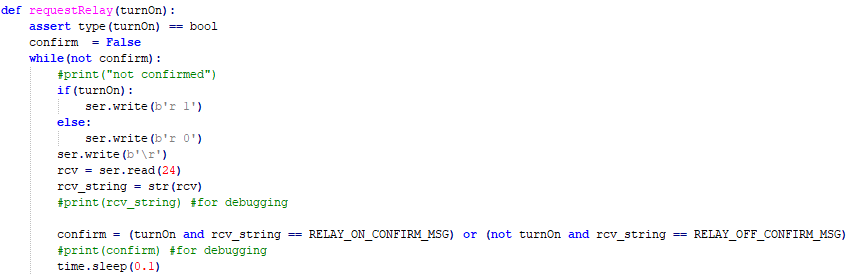 def requestRelay(turnOn):
    assert type(turnOn) == bool
    confirm  = False
    while(not confirm):
        #print("not confirmed")
        if(turnOn):
            ser.write(b'r 1')
        else:
            ser.write(b'r 0')
        ser.write(b'\r')
        rcv = ser.read(24)
        rcv_string = str(rcv)
        #print(rcv_string) #for debugging

        confirm = (turnOn and rcv_string == RELAY_ON_CONFIRM_MSG) or (not turnOn and rcv_string == RELAY_OFF_CONFIRM_MSG)
        #print(confirm) #for debugging
        time.sleep(0.1)